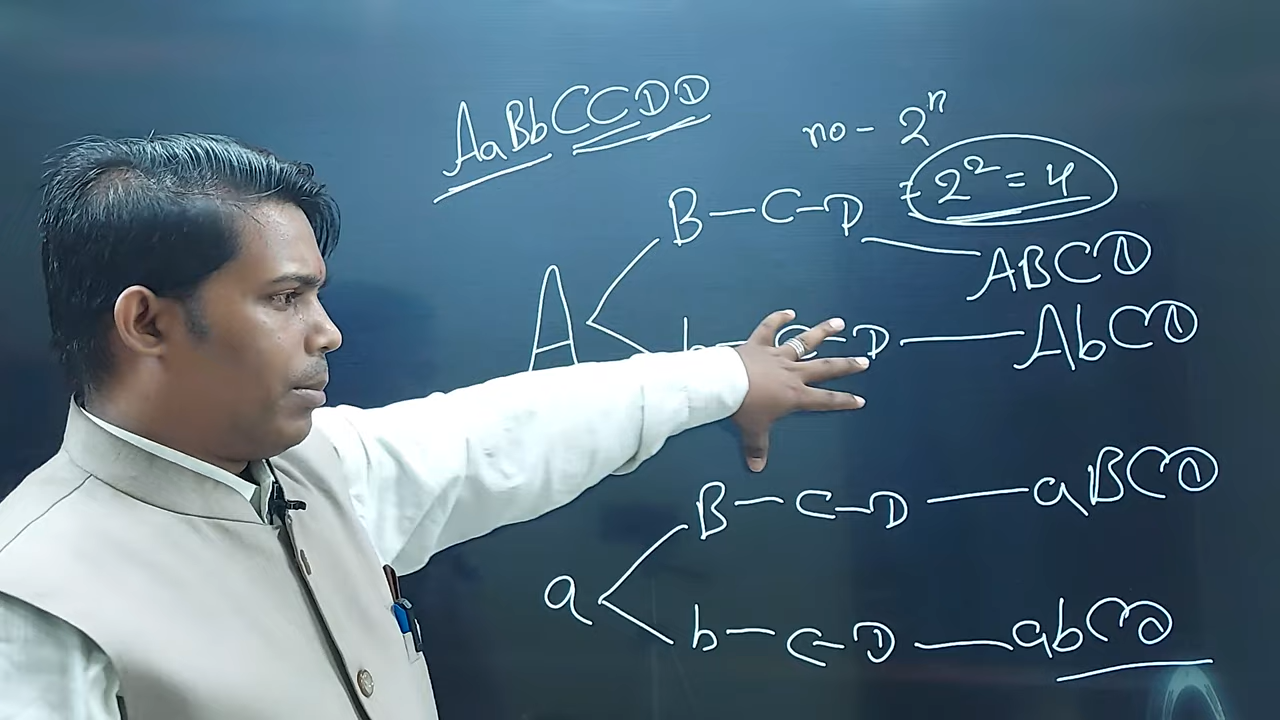 AaBbCCDD
no - 2ⁿ
= 2² = 4
B — C - D — ABCD
A
b — C - D — AbCD
B — C - D — aBCD
a
b — C - D — abCD